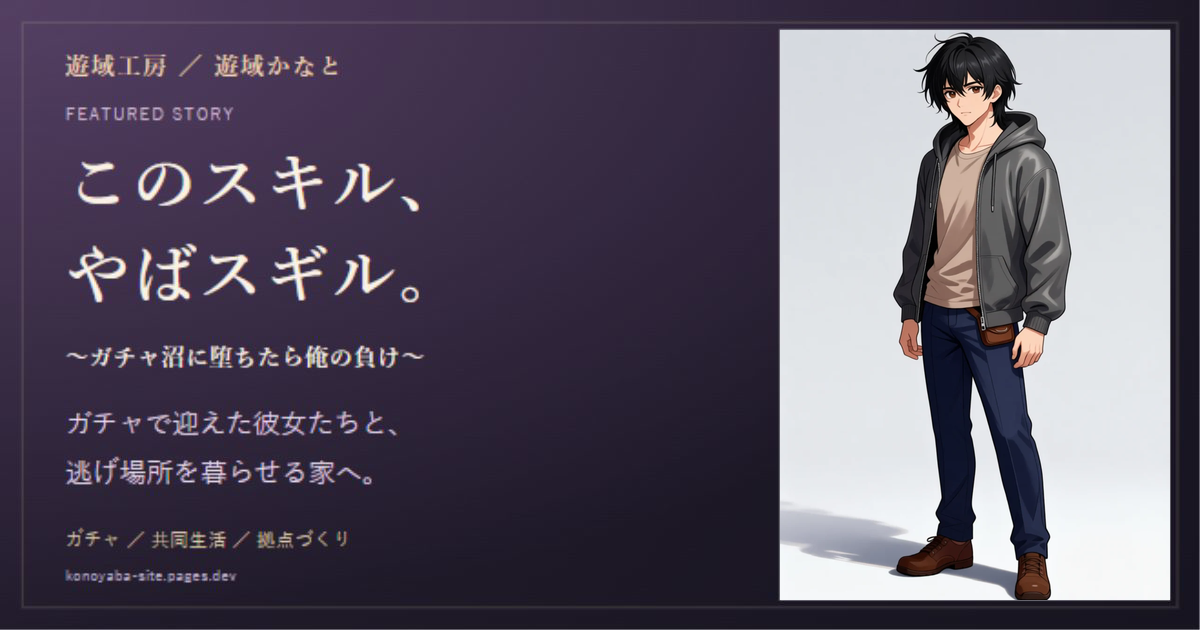 遊域工房 ／ 遊域かなと
FEATURED STORY
このスキル、
やばスギル。
〜ガチャ沼に堕ちたら俺の負け〜
ガチャで迎えた彼女たちと、
逃げ場所を暮らせる家へ。
ガチャ ／ 共同生活 ／ 拠点づくり
konoyaba-site.pages.dev